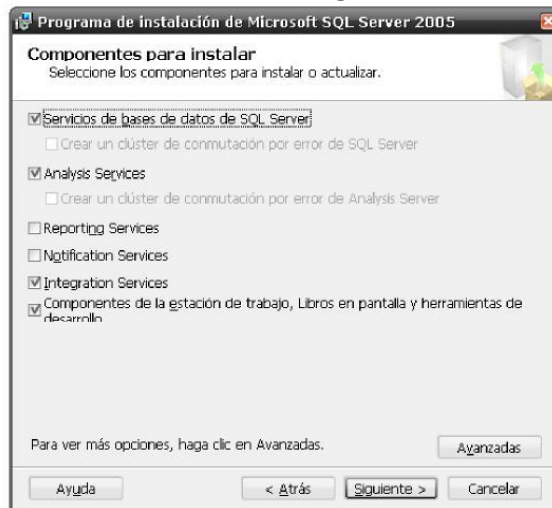 Programa de instalación de Microsoft SQL Server 2005
Componentes para instalar
Seleccione los componentes para instalar o actualizar.
Servicios de bases de datos de SQL Server
Crear un clúster de conmutación por error de SQL Server
Analysis Services
Crear un clúster de conmutación por error de Analysis Server
Reporting Services
Notification Services
Integration Services
Componentes de la estación de trabajo, Libros en pantalla y herramientas de
desarrollo
Para ver más opciones, haga clic en Avanzadas.
Avanzadas
Ayuda
< Atrás
Siguiente >
Cancelar